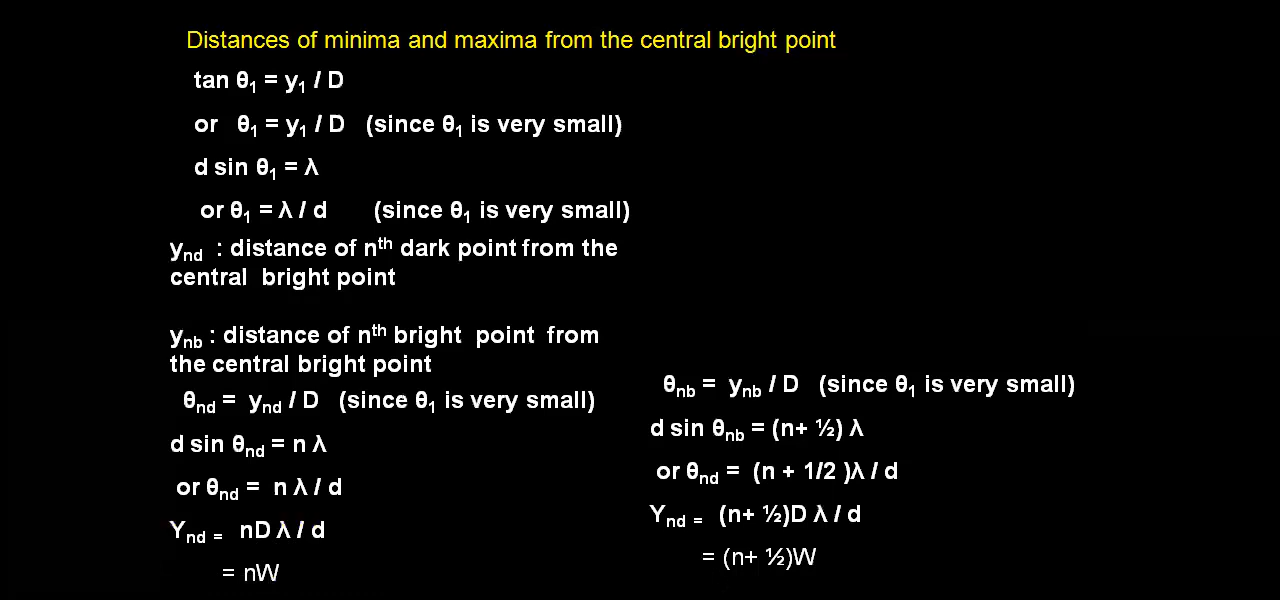 Distances of minima and maxima from the central bright point
tan θ₁ = y₁ / D
or θ₁ = y₁ / D (since θ₁ is very small)
d sin θ₁ = λ
or θ₁ = λ / d (since θ₁ is very small)
yₙd : distance of nᵗʰ dark point from the
central bright point
yₙb : distance of nᵗʰ bright point from
the central bright point
θnd = ynd / D (since θ₁ is very small)
d sin θnd = n λ
or θnd = n λ / d
Ynd = nD λ / d
= nW
θnb = ynb / D (since θ₁ is very small)
d sin θnb = (n+ ½) λ
or θnd = (n + 1/2 )λ / d
Ynd = (n+ ½)D λ / d
= (n+ ½)W